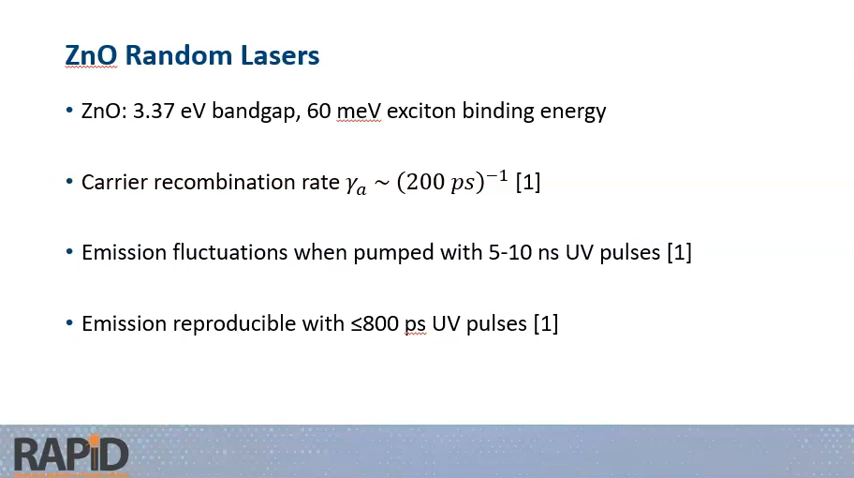 ZnO Random Lasers
• ZnO: 3.37 eV bandgap, 60 meV exciton binding energy
• Carrier recombination rate γₐ ~ (200 ps)⁻¹ [1]
• Emission fluctuations when pumped with 5-10 ns UV pulses [1]
• Emission reproducible with ≤800 ps UV pulses [1]
RAPiD